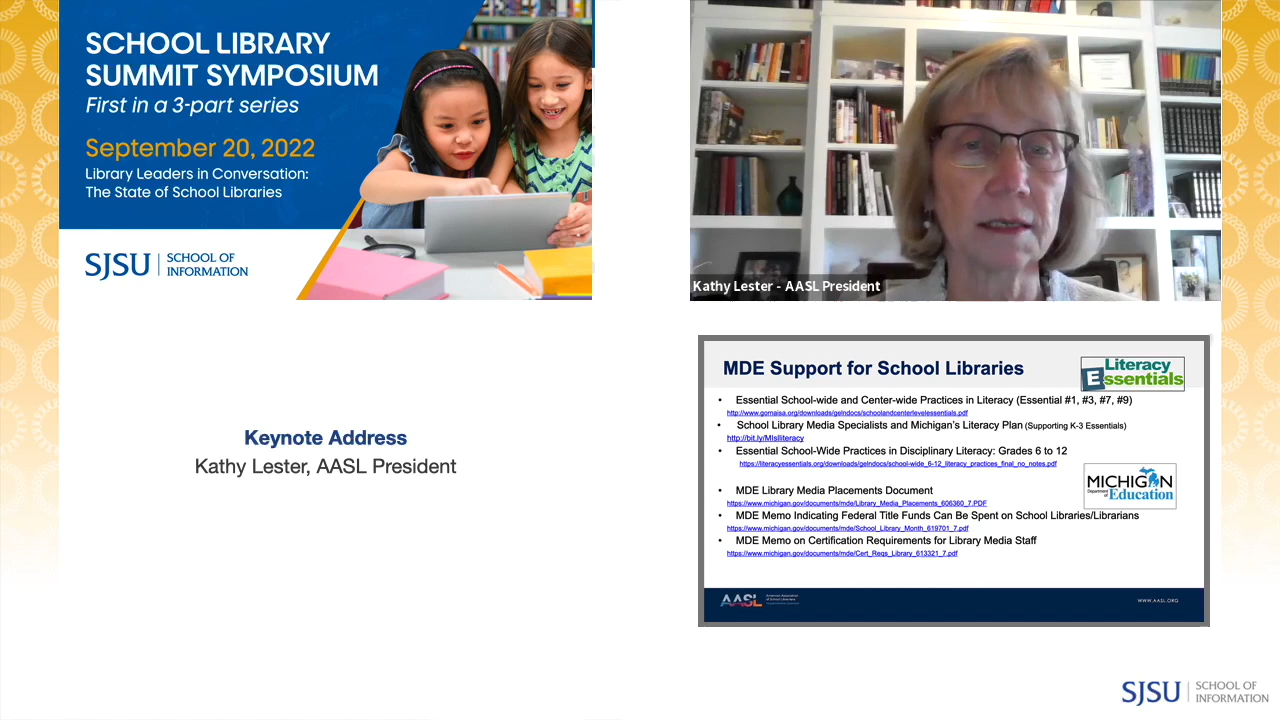 SCHOOL LIBRARY
SUMMIT SYMPOSIUM
First in a 3-part series
September 20, 2022
Library Leaders in Conversation:
The State of School Libraries
SJSU | SCHOOL OF
INFORMATION
Kathy Lester - AASL President
Keynote Address
Kathy Lester, AASL President
MDE Support for School Libraries
Literacy
Essentials
• Essential School-wide and Center-wide Practices in Literacy (Essential #1, #3, #7, #9)
http://www.gomaisa.org/downloads/gelndocs/schoolandcenterlevelessentials.pdf
• School Library Media Specialists and Michigan's Literacy Plan (Supporting K-3 Essentials)
http://bit.ly/MIslliteracy
• Essential School-Wide Practices in Disciplinary Literacy: Grades 6 to 12
https://literacyessentials.org/downloads/gelndocs/school-wide_6-12_literacy_practices_final_no_notes.pdf
MICHIGAN
Department of Education
• MDE Library Media Placements Document
https://www.michigan.gov/documents/mde/Library_Media_Placements_606360_7.PDF
• MDE Memo Indicating Federal Title Funds Can Be Spent on School Libraries/Librarians
https://www.michigan.gov/documents/mde/School_Library_Month_619701_7.pdf
• MDE Memo on Certification Requirements for Library Media Staff
https://www.michigan.gov/documents/mde/Cert_Reqs_Library_613321_7.pdf
AASL American Association
of School Librarians
WWW.AASL.ORG
SJSU | SCHOOL OF
INFORMATION